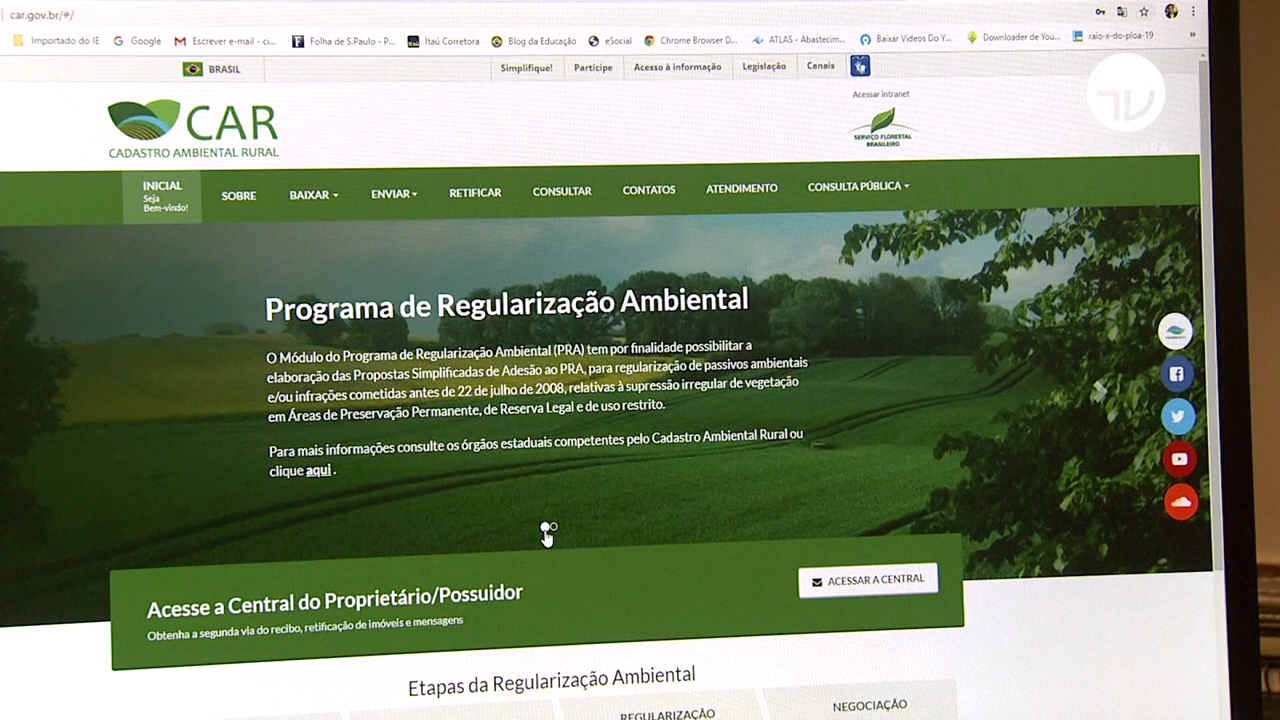 car.gov.br/#/
Importado do IE Google Escrever e-mail - ci... Folha de S.Paulo - P... Itaú Corretora Blog da Educação eSocial Chrome Browser D... ATLAS - Abastecim... Baixar Videos Do Y... Downloader de You... raio-x-do-ploa-19 »
BRASIL Simplifique! Participe Acesso à informação Legislação Canais
Acessar intranet
CAR
CADASTRO AMBIENTAL RURAL
SERVIÇO FLORESTAL
BRASILEIRO
INICIAL SOBRE BAIXAR ENVIAR RETIFICAR CONSULTAR CONTATOS ATENDIMENTO CONSULTA PÚBLICA
Seja
Bem-vindo!
Programa de Regularização Ambiental
O Módulo do Programa de Regularização Ambiental (PRA) tem por finalidade possibilitar a
elaboração das Propostas Simplificadas de Adesão ao PRA, para regularização de passivos ambientais
e/ou infrações cometidas antes de 22 de julho de 2008, relativas à supressão irregular de vegetação
em Áreas de Preservação Permanente, de Reserva Legal e de uso restrito.
Para mais informações consulte os órgãos estaduais competentes pelo Cadastro Ambiental Rural ou
clique aqui .
Acesse a Central do Proprietário/Possuidor
Obtenha a segunda via do recibo, retificação de imóveis e mensagens
ACESSAR A CENTRAL
Etapas da Regularização Ambiental
REGULARIZAÇÃO NEGOCIAÇÃO